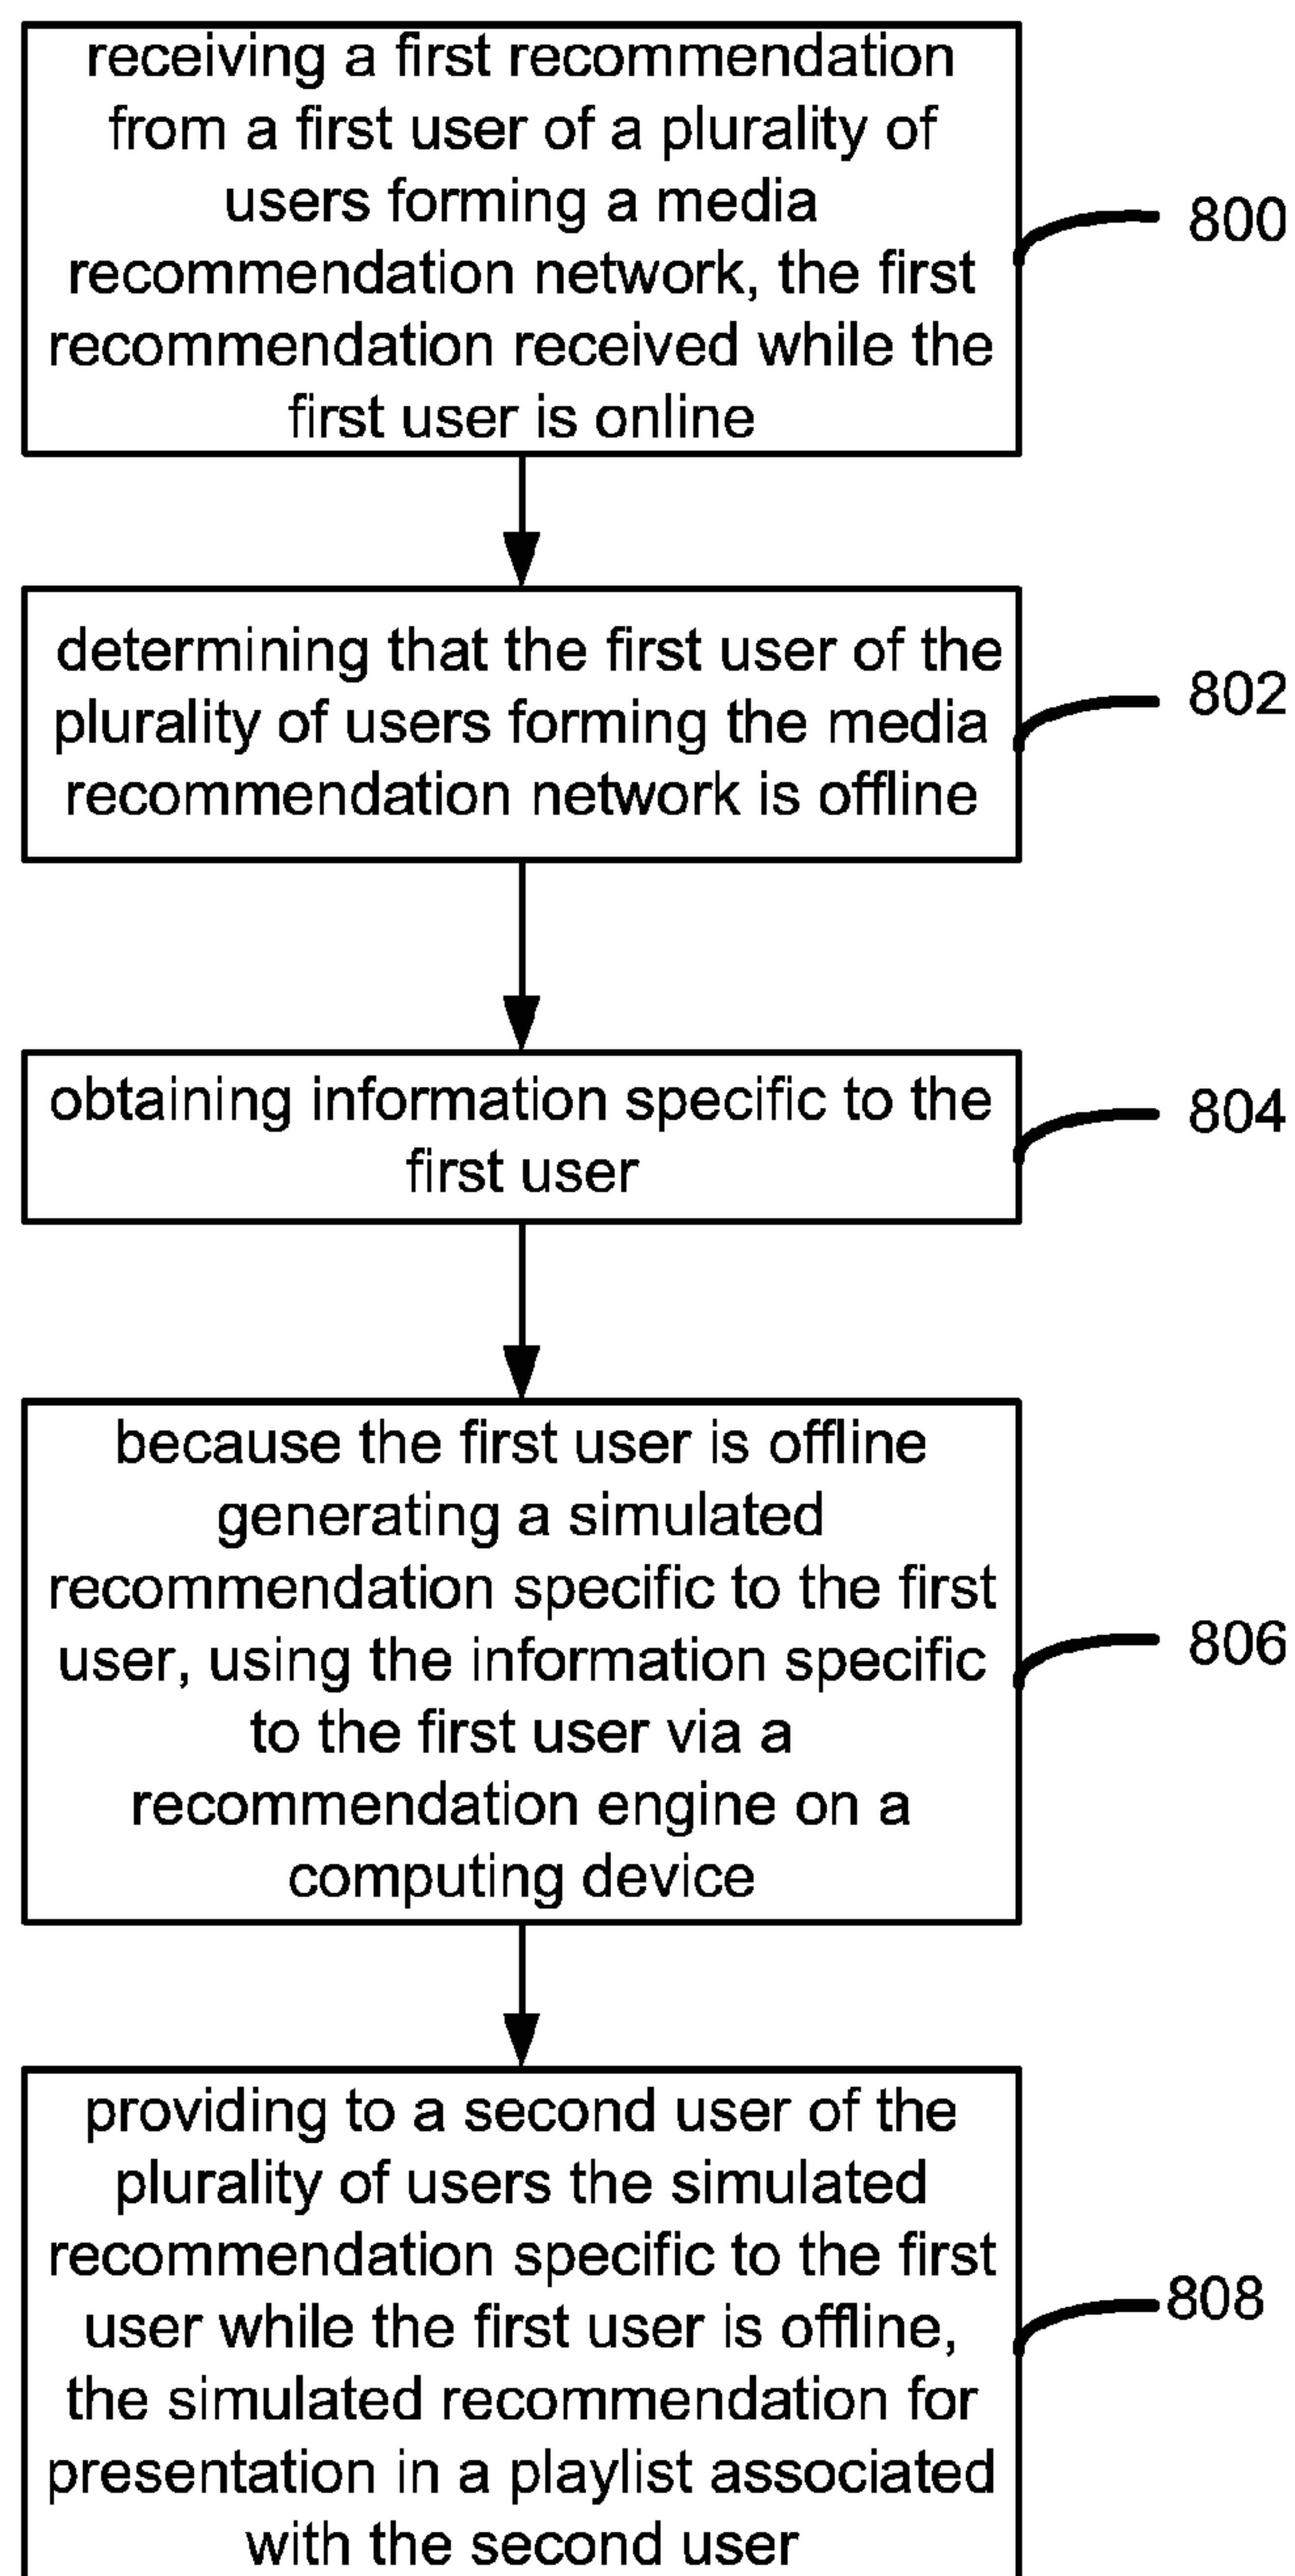 receiving a first recommendation
from a first user of a plurality of
users forming a media
recommendation network, the first
recommendation received while the
first user is online
800
determining that the first user of the
plurality of users forming the media
recommendation network is offline
802
obtaining information specific to the
first user
804
because the first user is offline
generating a simulated
recommendation specific to the first
user, using the information specific
to the first user via a
recommendation engine on a
computing device
806
providing to a second user of the
plurality of users the simulated
recommendation specific to the first
user while the first user is offline,
the simulated recommendation for
presentation in a playlist associated
with the second user
808